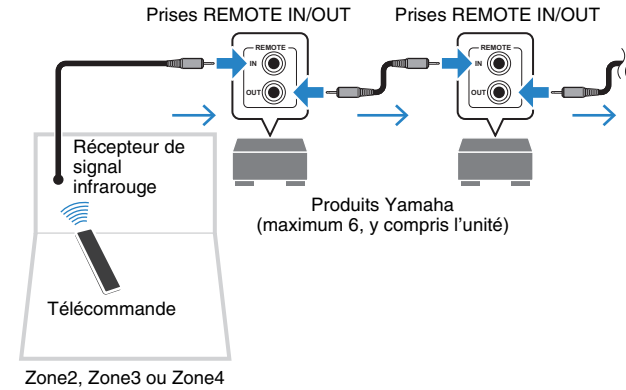 Prises REMOTE IN/OUT
Prises REMOTE IN/OUT
REMOTE
IN
OUT
REMOTE
IN
OUT
Récepteur de
signal
infrarouge
Produits Yamaha
(maximum 6, y compris l’unité)
Télécommande
Zone2, Zone3 ou Zone4